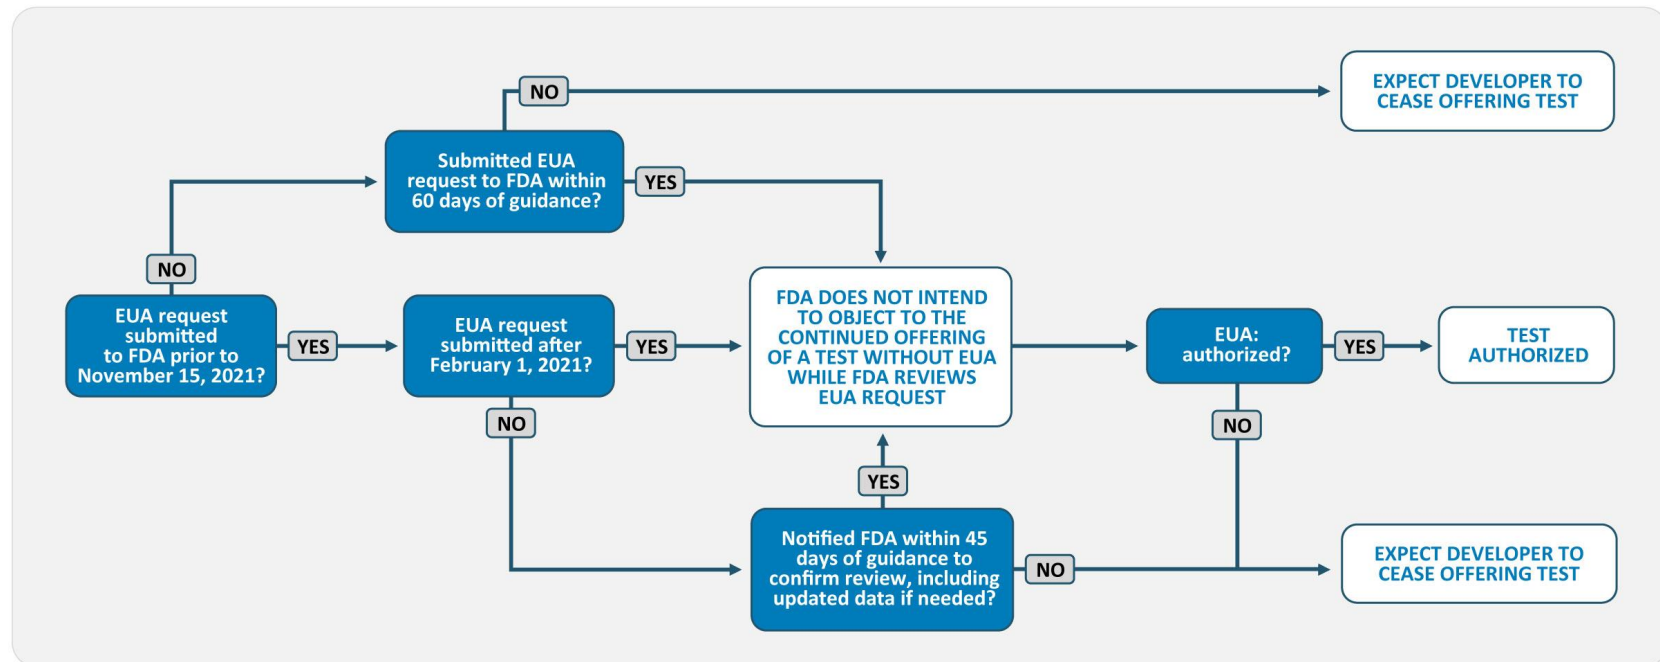 NO
EXPECT DEVELOPER TO
CEASE OFFERING TEST
Submitted EUA
request to FDA within
60 days of guidance?
YES
NO
EUA request
submitted
to FDA prior to
November 15, 2021?
YES
EUA request
submitted after
February 1, 2021?
YES
FDA DOES NOT INTEND
TO OBJECT TO THE
CONTINUED OFFERING
OF A TEST WITHOUT EUA
WHILE FDA REVIEWS
EUA REQUEST
EUA:
authorized?
YES
TEST
AUTHORIZED
NO
NO
YES
Notified FDA within 45
days of guidance to
confirm review, including
updated data if needed?
NO
EXPECT DEVELOPER TO
CEASE OFFERING TEST